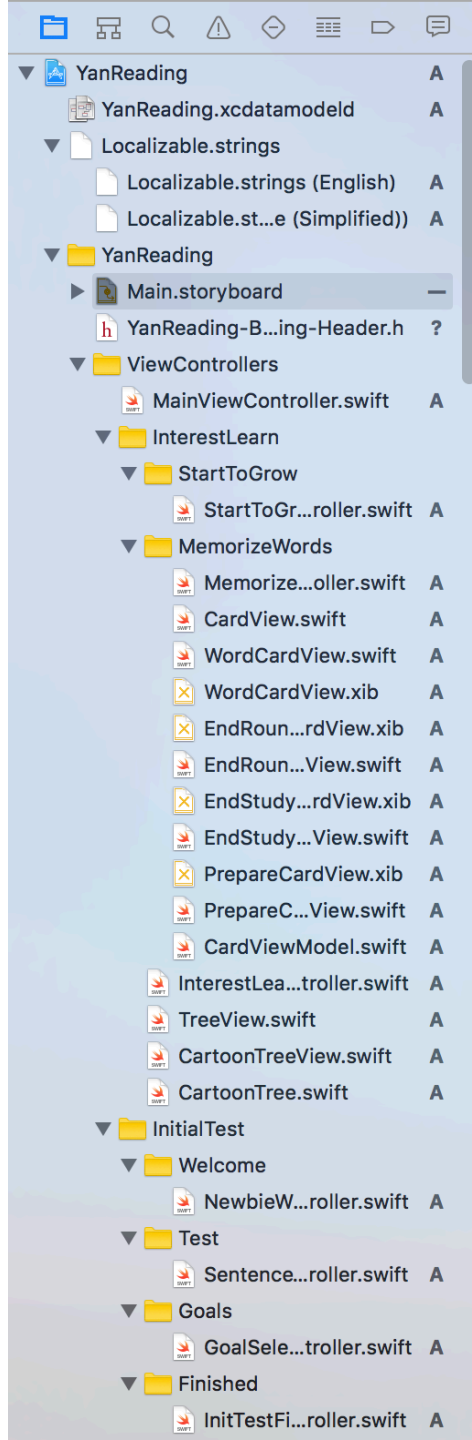 YanReading A
YanReading.xcdatamodeld A
Localizable.strings
Localizable.strings (English) A
Localizable.st...e (Simplified)) A
YanReading
Main.storyboard —
h YanReading-B...ing-Header.h ?
ViewControllers
MainViewController.swift A
InterestLearn
StartToGrow
StartToGr...roller.swift A
MemorizeWords
Memorize...oller.swift A
CardView.swift A
WordCardView.swift A
WordCardView.xib A
EndRoun...rdView.xib A
EndRoun...View.swift A
EndStudy...rdView.xib A
EndStudy...View.swift A
PrepareCardView.xib A
PrepareC...View.swift A
CardViewModel.swift A
InterestLea...troller.swift A
TreeView.swift A
CartoonTreeView.swift A
CartoonTree.swift A
InitialTest
Welcome
NewbieW...roller.swift A
Test
Sentence...roller.swift A
Goals
GoalSele...troller.swift A
Finished
InitTestFi...roller.swift A